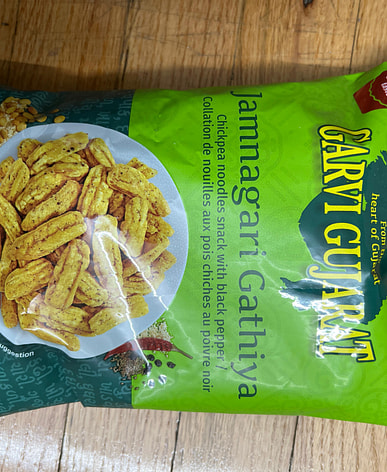 From the
heart of Gujarat
GARVI GUJARAT
Jamnagari Gathiya
Chickpea noodles snack with black pepper /
Collation de nouilles aux pois chiches au poivre noir
suggestion